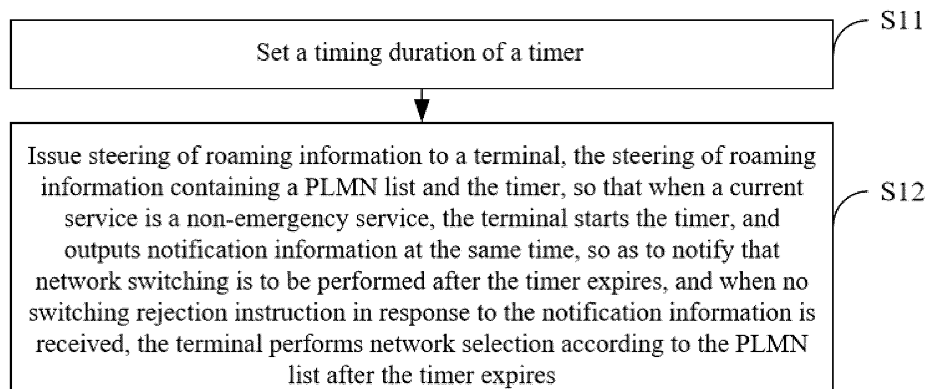 S11
Set a timing duration of a timer
Issue steering of roaming information to a terminal, the steering of roaming
information containing a PLMN list and the timer, so that when a current
service is a non-emergency service, the terminal starts the timer, and
outputs notification information at the same time, so as to notify that
network switching is to be performed after the timer expires, and when no
switching rejection instruction in response to the notification information is
received, the terminal performs network selection according to the PLMN
list after the timer expires
S12